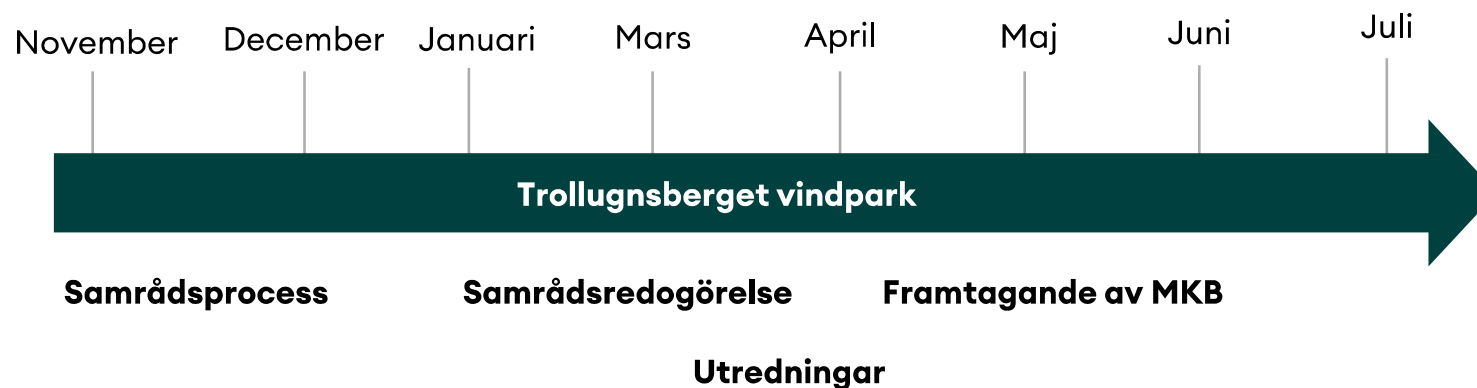 November December Januari Mars April Maj Juni Juli
Trollugnsberget vindpark
Samrådsprocess Samrådsredogörelse Framtagande av MKB
Utredningar